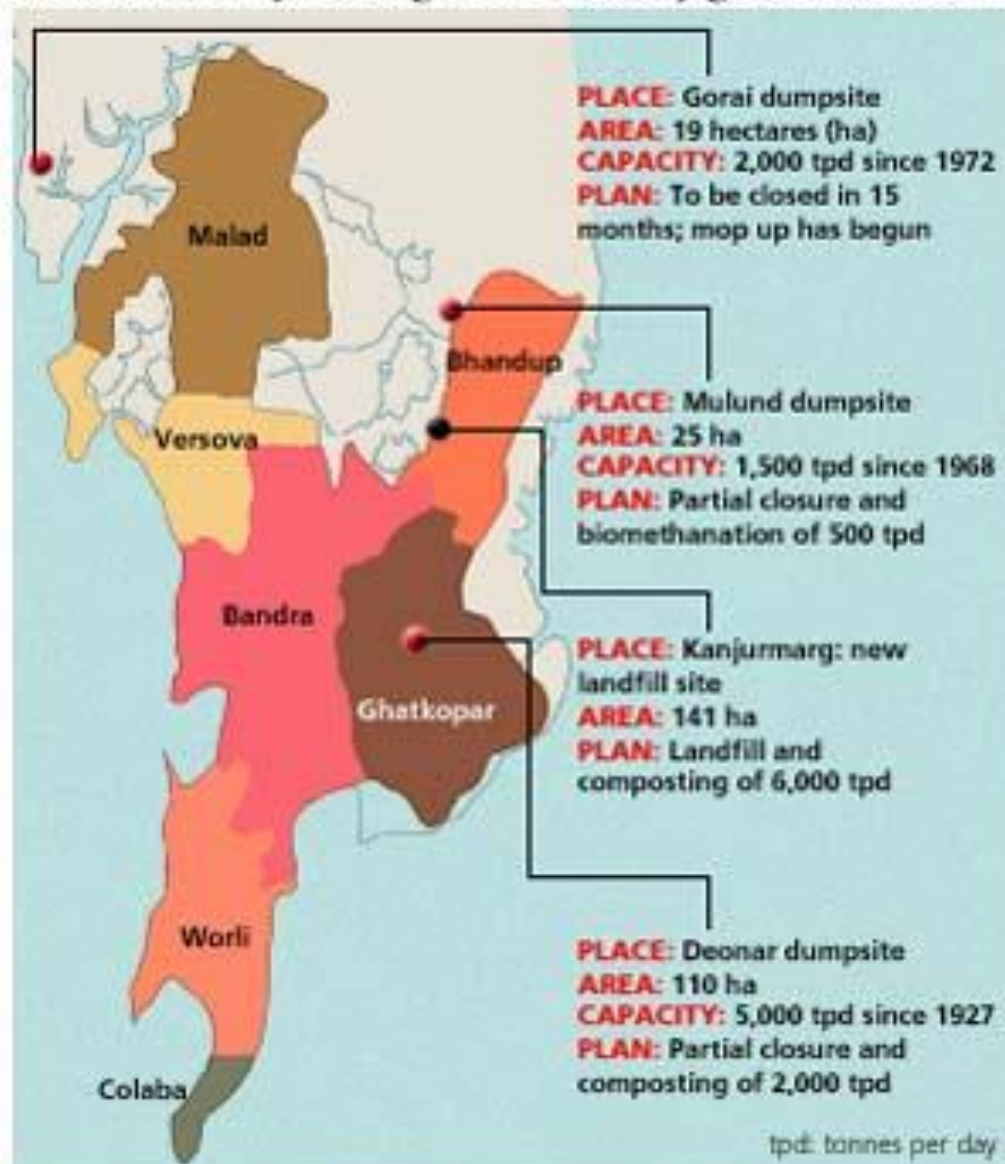 PLACE: Gorai dumpsite
AREA: 19 hectares (ha)
CAPACITY: 2,000 tpd since 1972
PLAN: To be closed in 15
months; mop up has begun
Malad
Bhandup
PLACE: Mulund dumpsite
AREA: 25 ha
CAPACITY: 1,500 tpd since 1968
PLAN: Partial closure and
biomethanation of 500 tpd
Versova
Bandra
PLACE: Kanjurmarg: new
landfill site
AREA: 141 ha
PLAN: Landfill and
composting of 6,000 tpd
Ghatkopar
Worli
PLACE: Deonar dumpsite
AREA: 110 ha
CAPACITY: 5,000 tpd since 1927
PLAN: Partial closure and
composting of 2,000 tpd
Colaba
tpd: tonnes per day